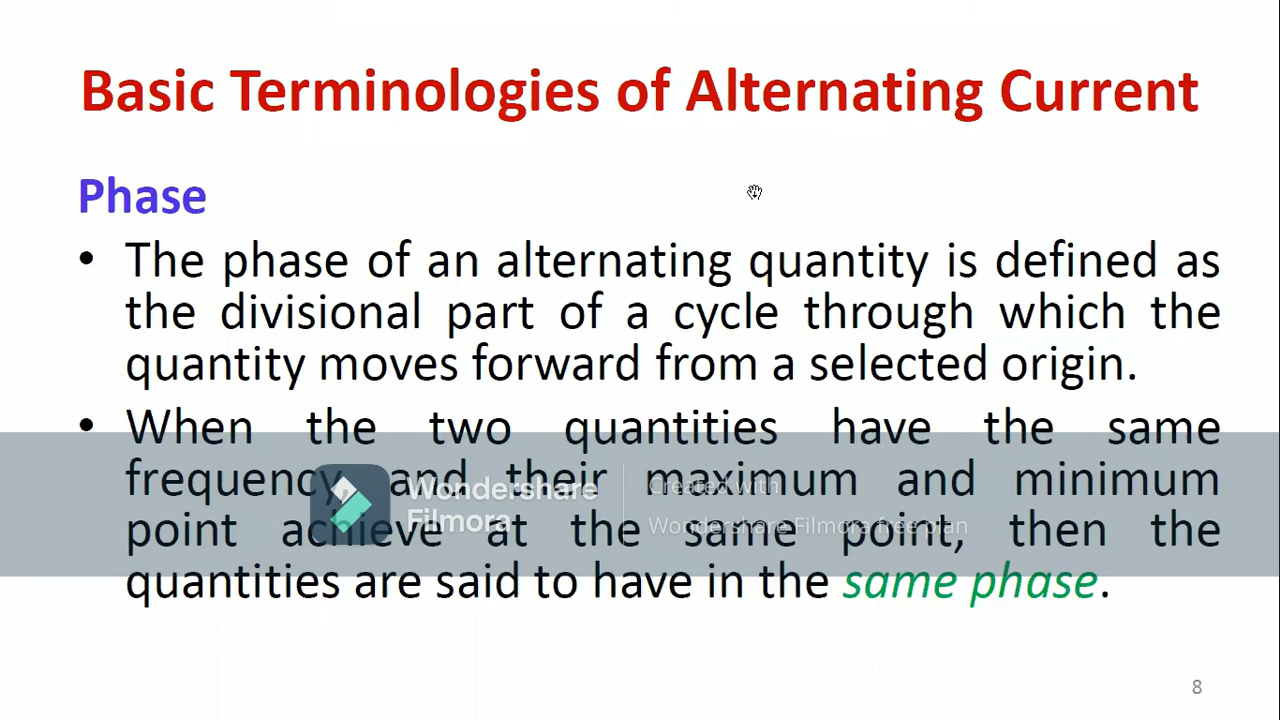 Basic Terminologies of Alternating Current
Phase
• The phase of an alternating quantity is defined as
the divisional part of a cycle through which the
quantity moves forward from a selected origin.
• When the two quantities have the same
frequency, and their maximum and minimum
point achieve at the same point, then the
quantities are said to have in the same phase.
Wondershare
Filmora
Created with
Wondershare Filmora free plan
8